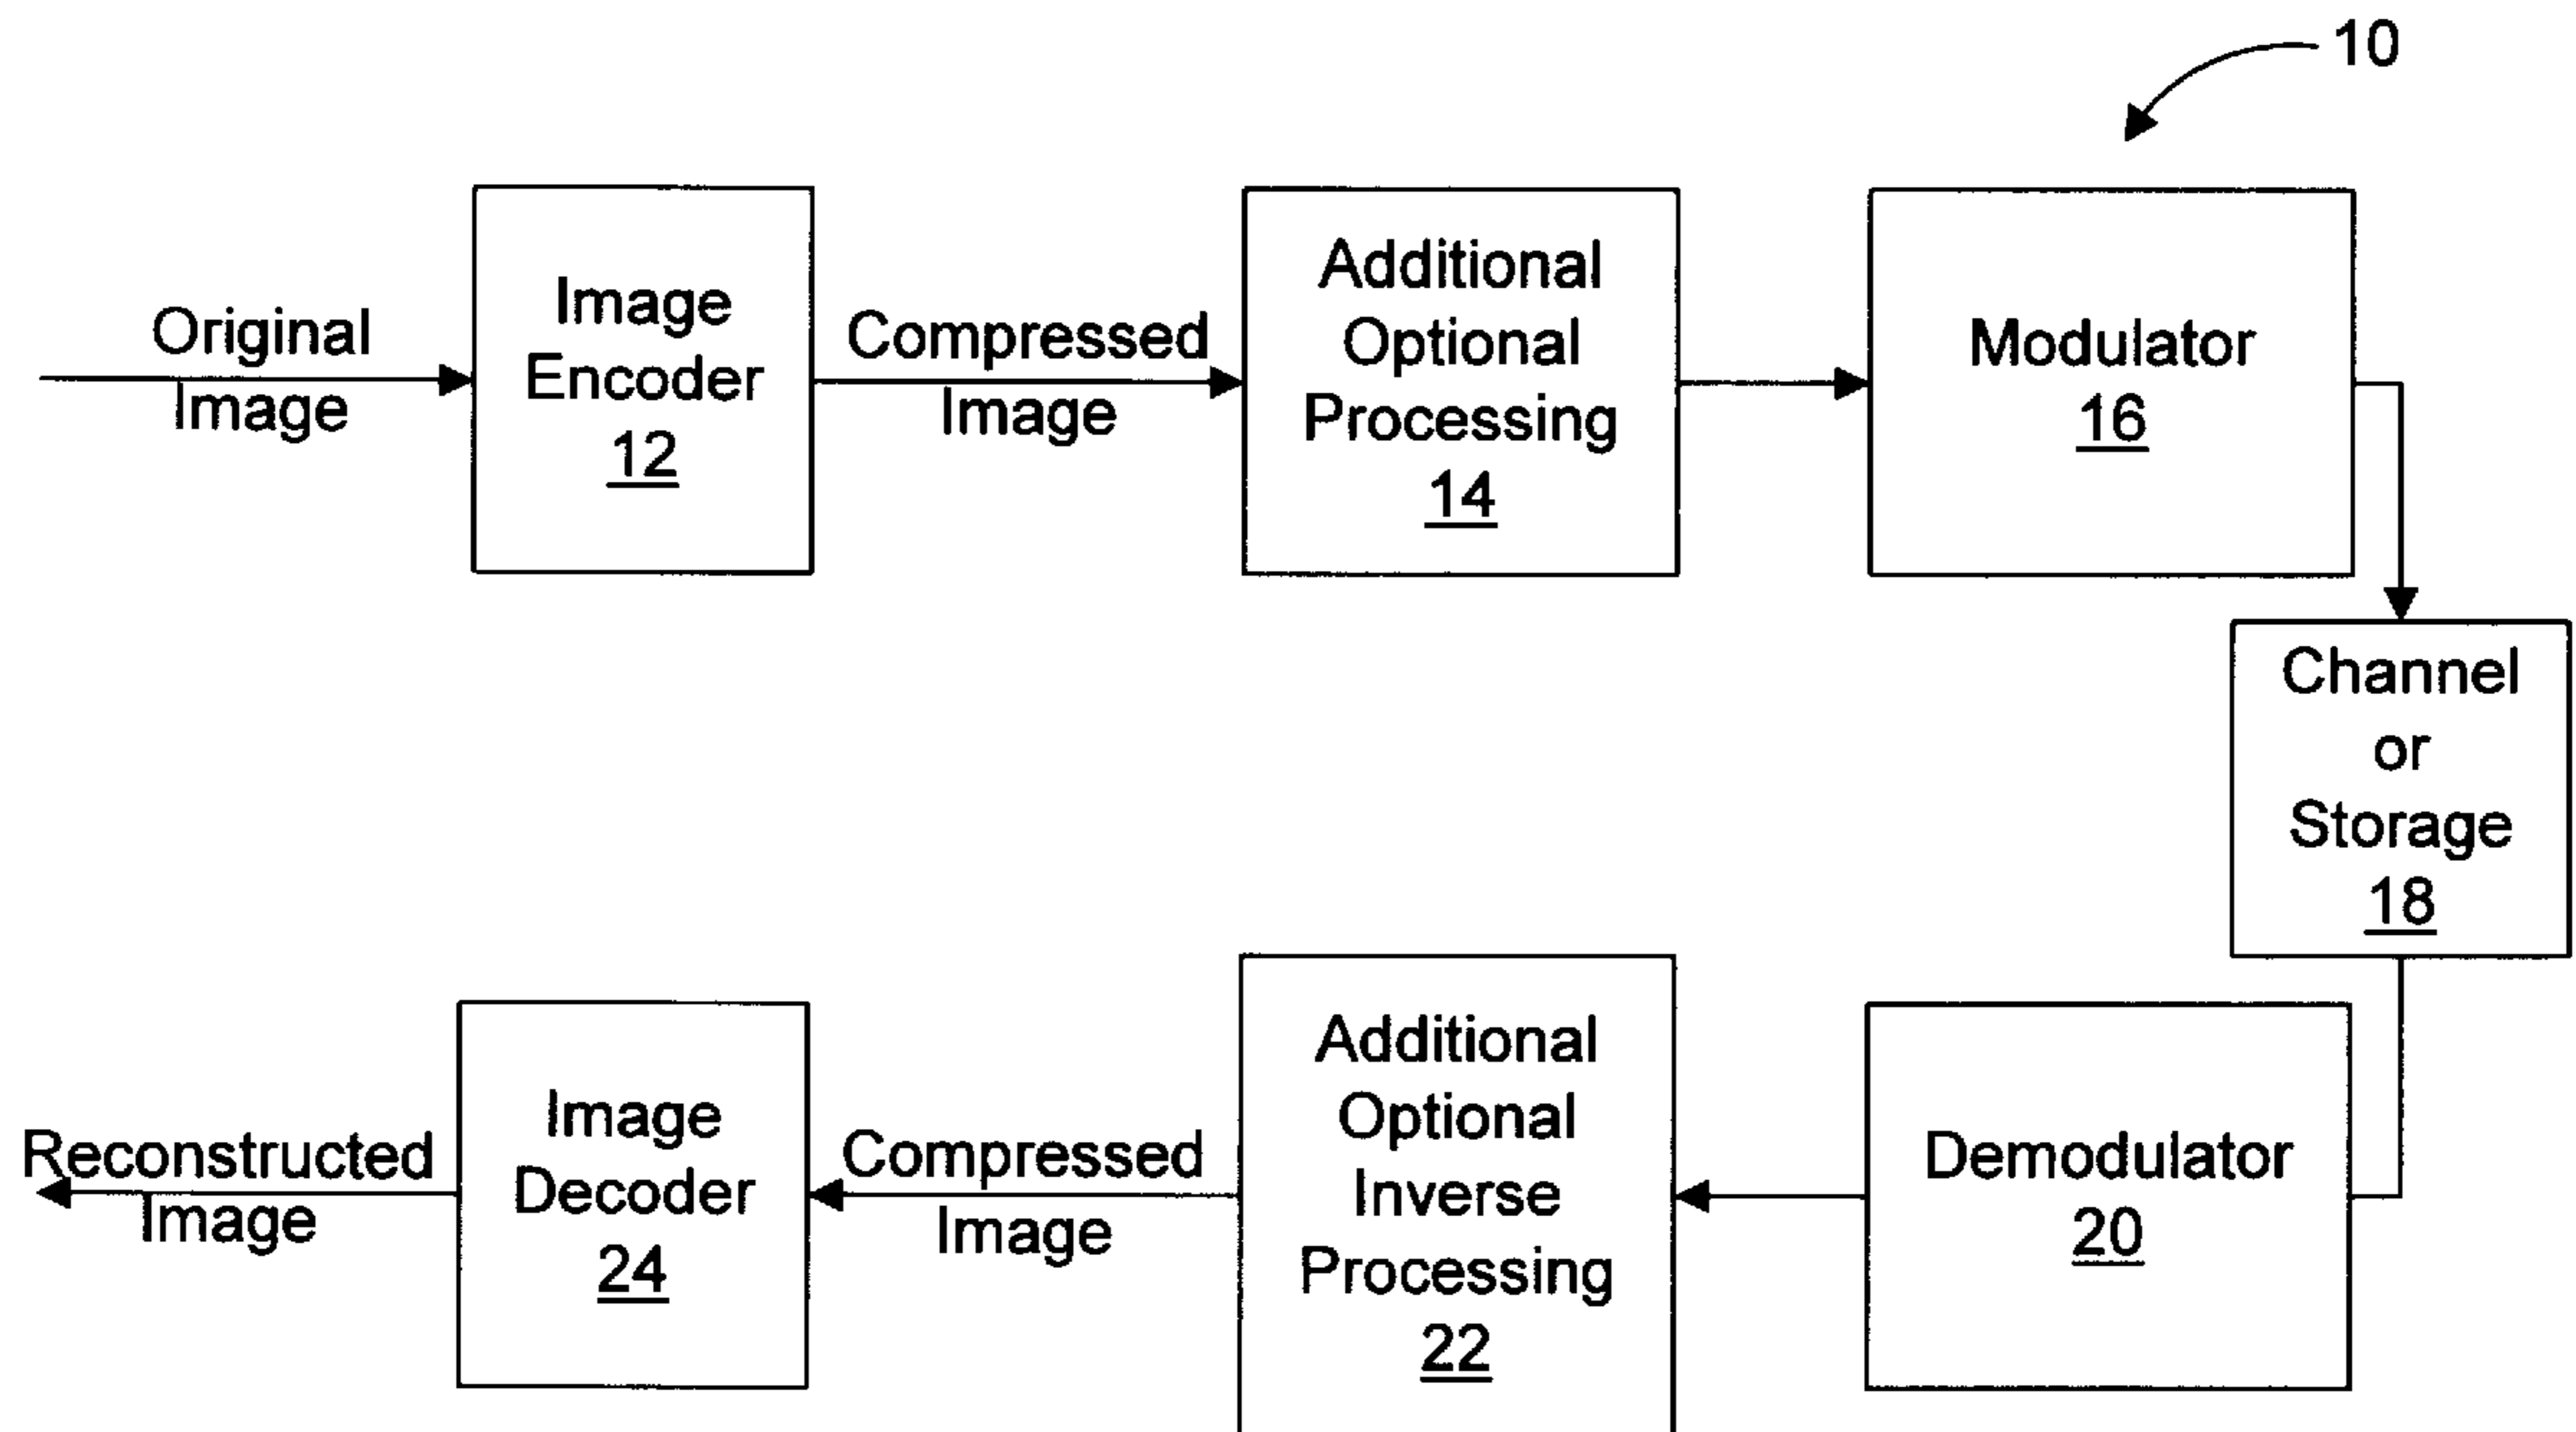 10
Original
Image
Image
Encoder
12
Compressed
Image
Additional
Optional
Processing
14
Modulator
16
Channel
or
Storage
18
Reconstructed
Image
Image
Decoder
24
Compressed
Image
Additional
Optional
Inverse
Processing
22
Demodulator
20